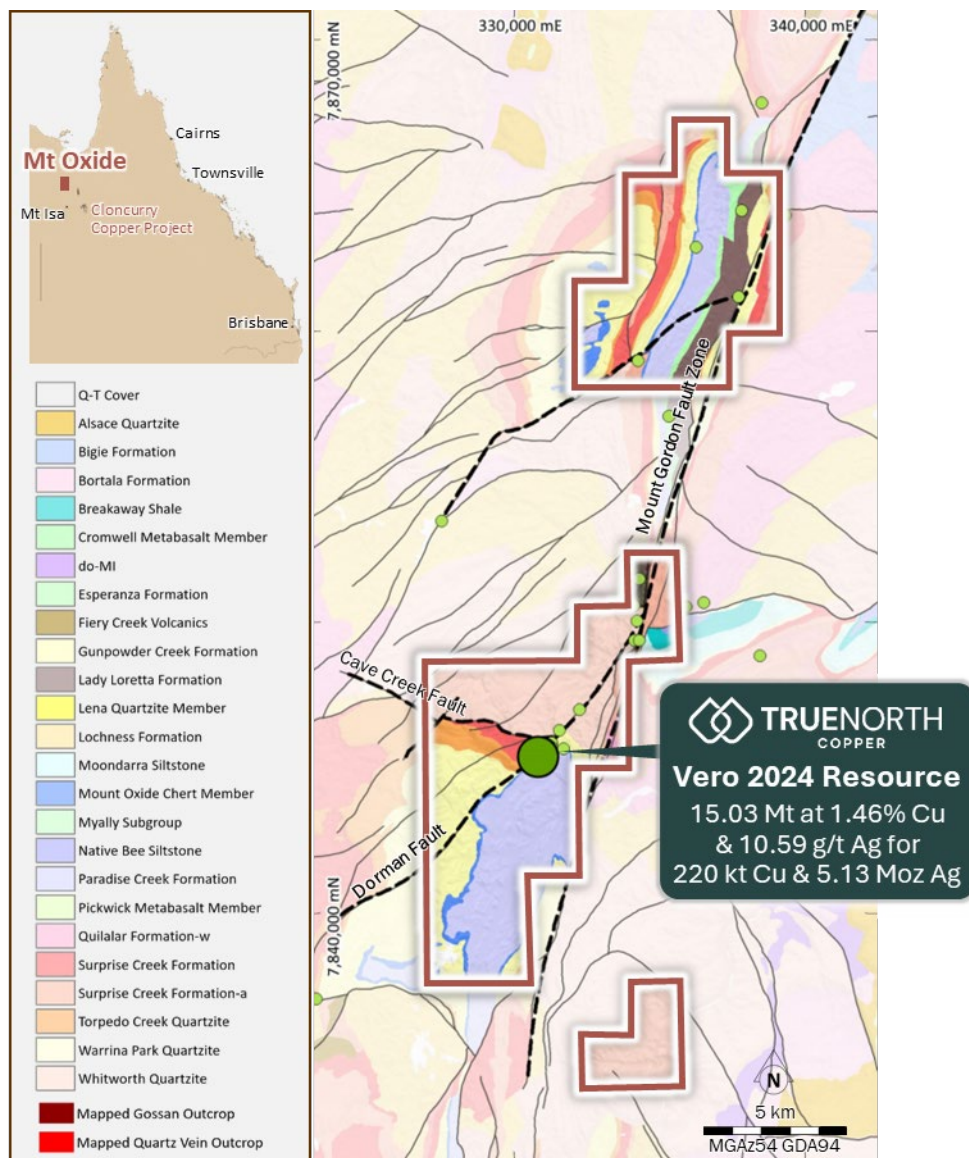 Cairns
Mt Oxide
Townsville
Mt Isa
Cloncurry
Copper Project
Brisbane
Q-T Cover
Alsace Quartzite
Bigie Formation
Bortala Formation
Breakaway Shale
Cromwell Metabasalt Member
do-MI
Esperanza Formation
Fiery Creek Volcanics
Gunpowder Creek Formation
Lady Loretta Formation
Lena Quartzite Member
Lochness Formation
Moondarra Siltstone
Mount Oxide Chert Member
Myally Subgroup
Native Bee Siltstone
Paradise Creek Formation
Pickwick Metabasalt Member
Quilalar Formation-w
Surprise Creek Formation
Surprise Creek Formation-a
Torpedo Creek Quartzite
Warrina Park Quartzite
Whitworth Quartzite
Mapped Gossan Outcrop
Mapped Quartz Vein Outcrop
330,000 mE
340,000 mE
7,870,000 mN
Mount Gordon Fault Zone
Cave Creek Fault
Dorman Fault
7,840,000 mN
TRUENORTH
COPPER
Vero 2024 Resource
15.03 Mt at 1.46% Cu
& 10.59 g/t Ag for
220 kt Cu & 5.13 Moz Ag
N
5 km
MGAz54 GDA94